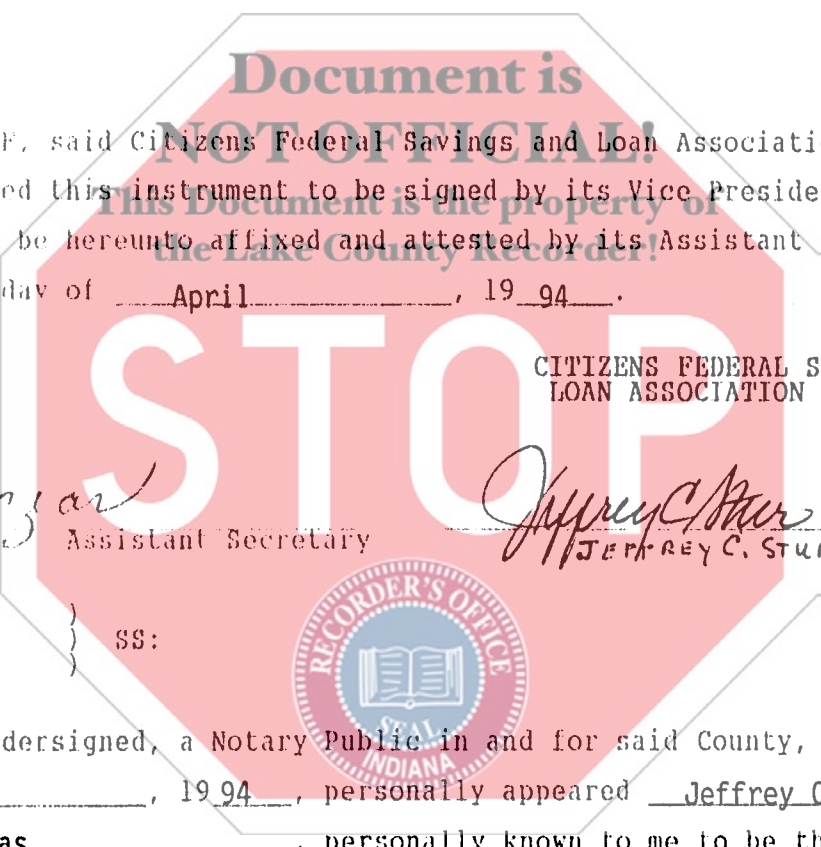 Document is
NOT OFFICIAL!
This Document is the property of
the Lake County Recorder!
STOP
F, said Citizens Federal Savings and Loan Associati
ed this instrument to be signed by its Vice Preside
be hereunto affixed and attested by its Assistant
day of April, 19 94.
CITIZENS FEDERAL S
LOAN ASSOCIATION
Jeffrey C Stur
Assistant Secretary
JEFFREY C. STU
) SS:
RECORDER'S OFFICE
SEAL
INDIANA
dersigned, a Notary Public in and for said County,
, 19 94, personally appeared Jeffrey C
as, personally known to me to be th